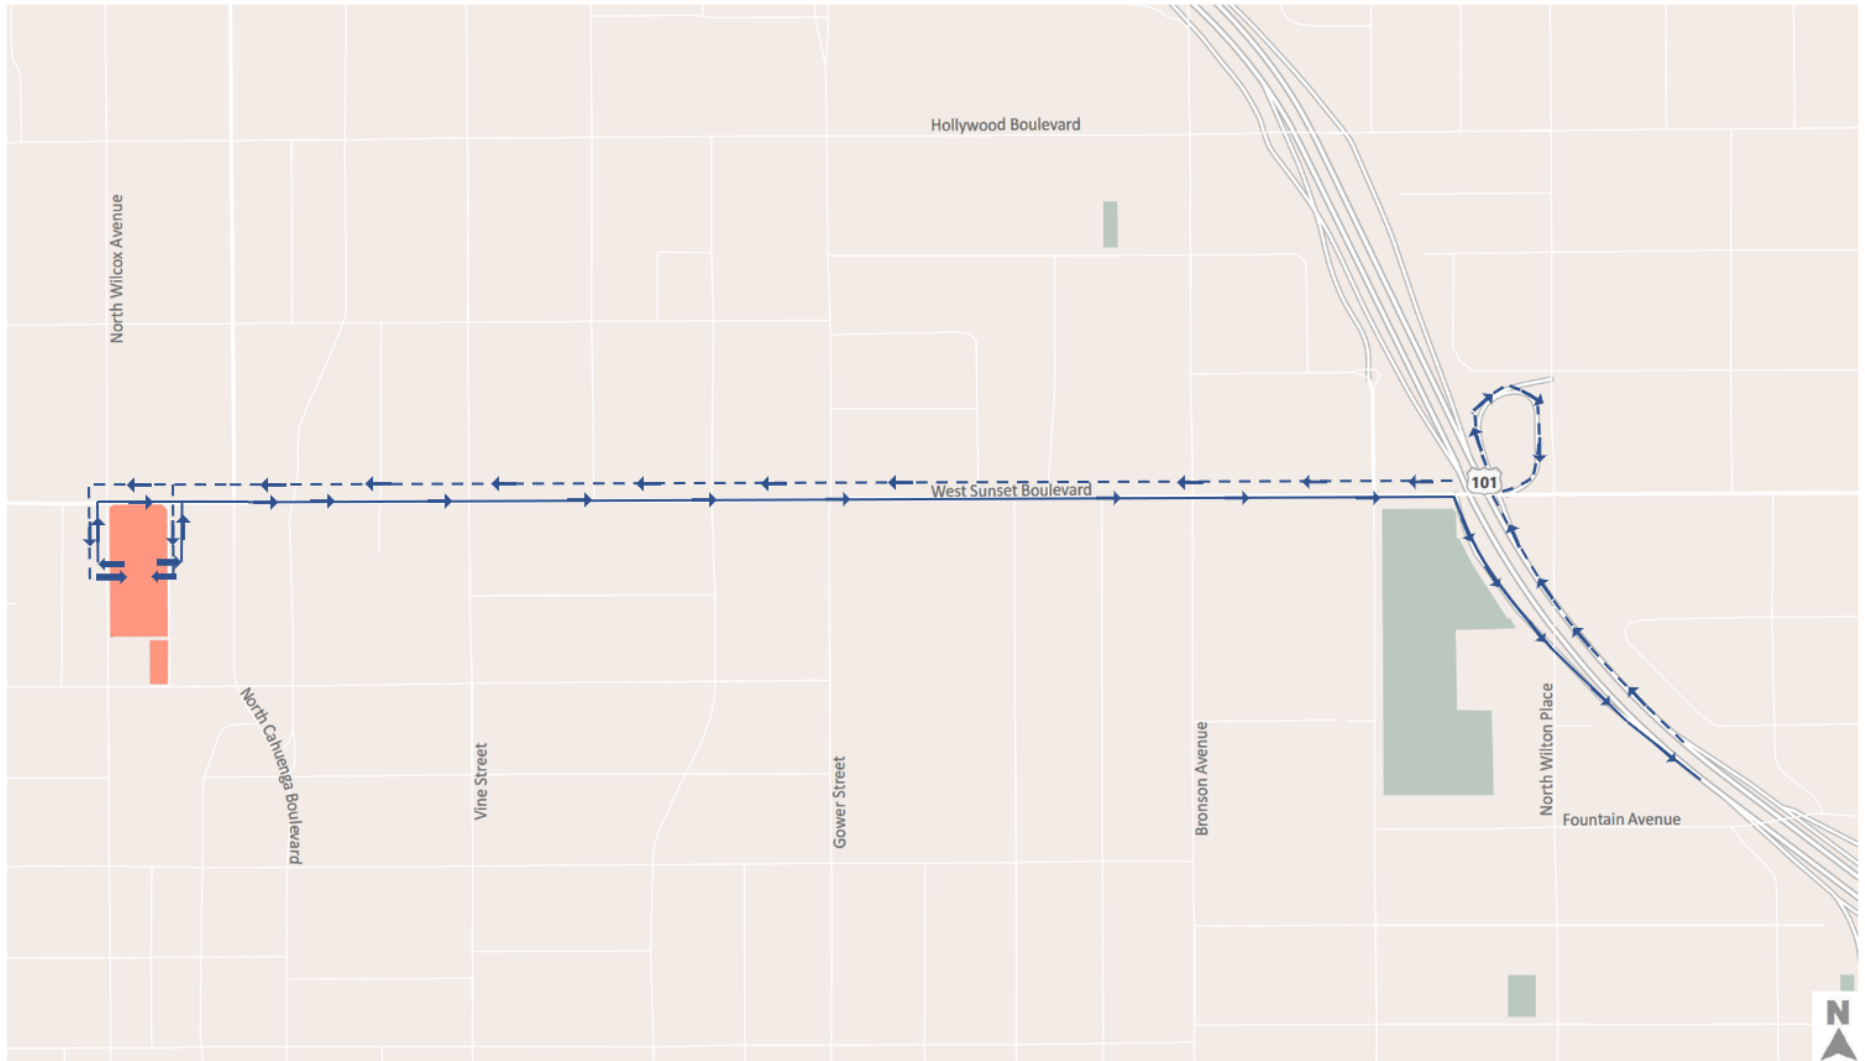 Hollywood Boulevard
North Wilcox Avenue
101
West Sunset Boulevard
North Cahuenga Boulevard
Vine Street
Gower Street
Bronson Avenue
North Wilton Place
Fountain Avenue
N